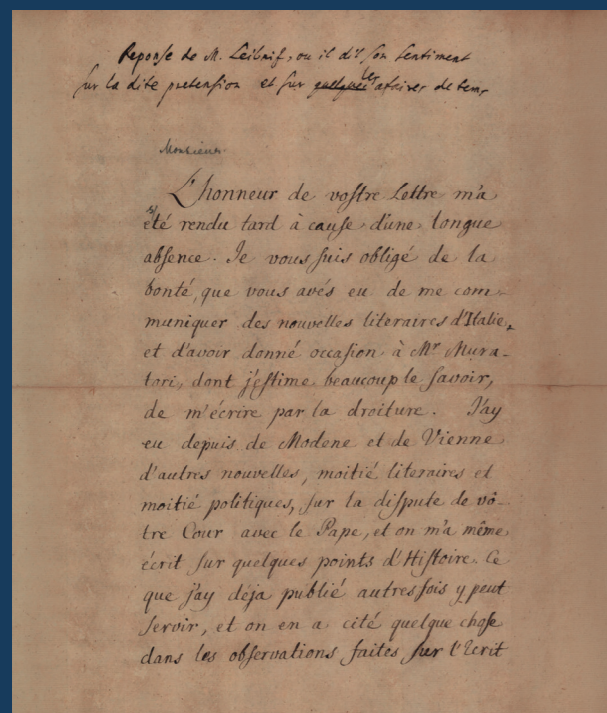 Reponse de M. Leibniz, ou il dit son sentiment
sur la dite pretension et sur quelques les afaires de tems
Monsieur
L'honneur de vostre Lettre m'a
été rendu tard à cause d'une longue
absence. Je vous suis obligé de la
bonté, que vous avés eu de me com-
muniquer des nouvelles literaires d'Italie,
et d'avoir donné occasion à Mr Mura-
tori, dont j'estime beaucoup le savoir,
de m'écrire par la droiture. J'ay
eu depuis de Modene et de Vienne
d'autres nouvelles, moitié literaires et
moitié politiques, sur la dispute de vô-
tre Cour avec le Pape, et on m'a même
écrit sur quelques points d'Histoire. Ce
que j'ay déja publié autresfois y peut
servir, et on en a cité quelque chose
dans les observations faites sur l'Ecrit